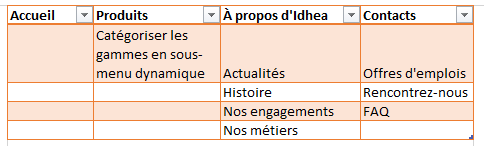 Accueil Produits À propos d'Idhea Contacts
Catégoriser les
gammes en sous-
menu dynamique Actualités Offres d'emplois
Histoire Rencontrez-nous
Nos engagements FAQ
Nos métiers